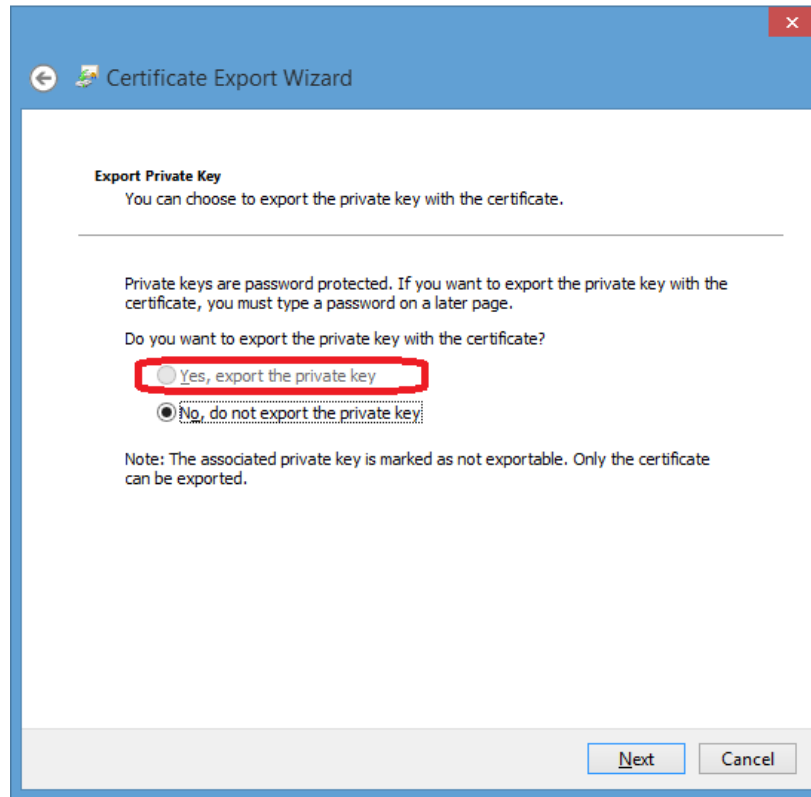 Certificate Export Wizard
Export Private Key
You can choose to export the private key with the certificate.
Private keys are password protected. If you want to export the private key with the
certificate, you must type a password on a later page.
Do you want to export the private key with the certificate?
Yes, export the private key
No, do not export the private key
Note: The associated private key is marked as not exportable. Only the certificate
can be exported.
Next
Cancel